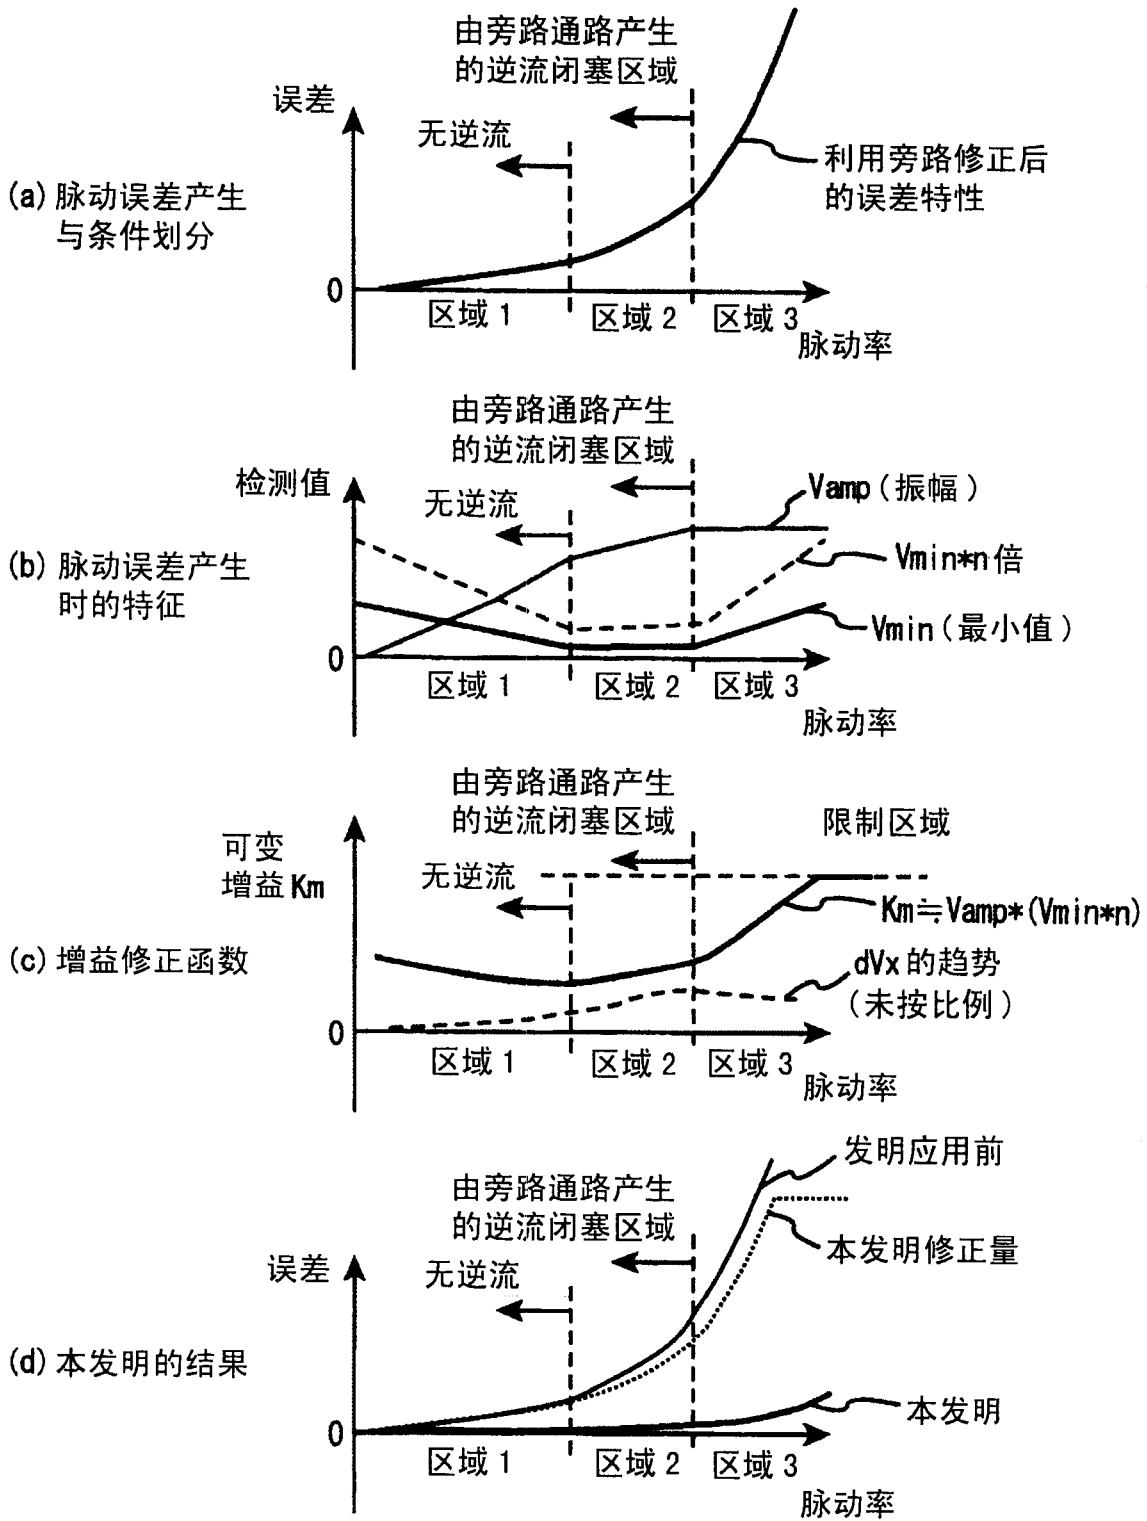 由旁路通路产生
的逆流闭塞区域
误差
无逆流
利用旁路修正后
的误差特性
(a) 脉动误差产生
与条件划分
0
区域 1
区域 2
区域 3
脉动率
由旁路通路产生
的逆流闭塞区域
检测值
无逆流
Vamp(振幅)
Vmin*n倍
(b) 脉动误差产生
时的特征
Vmin(最小值)
0
区域 1
区域 2
区域 3
脉动率
由旁路通路产生
的逆流闭塞区域
限制区域
可变
增益Km
无逆流
Km≒Vamp*(Vmin*n)
(c) 增益修正函数
dVx的趋势
(未按比例)
0
区域 1
区域 2
区域 3
脉动率
发明应用前
由旁路通路产生
的逆流闭塞区域
本发明修正量
误差
无逆流
(d) 本发明的结果
本发明
0
区域 1
区域 2
区域 3
脉动率